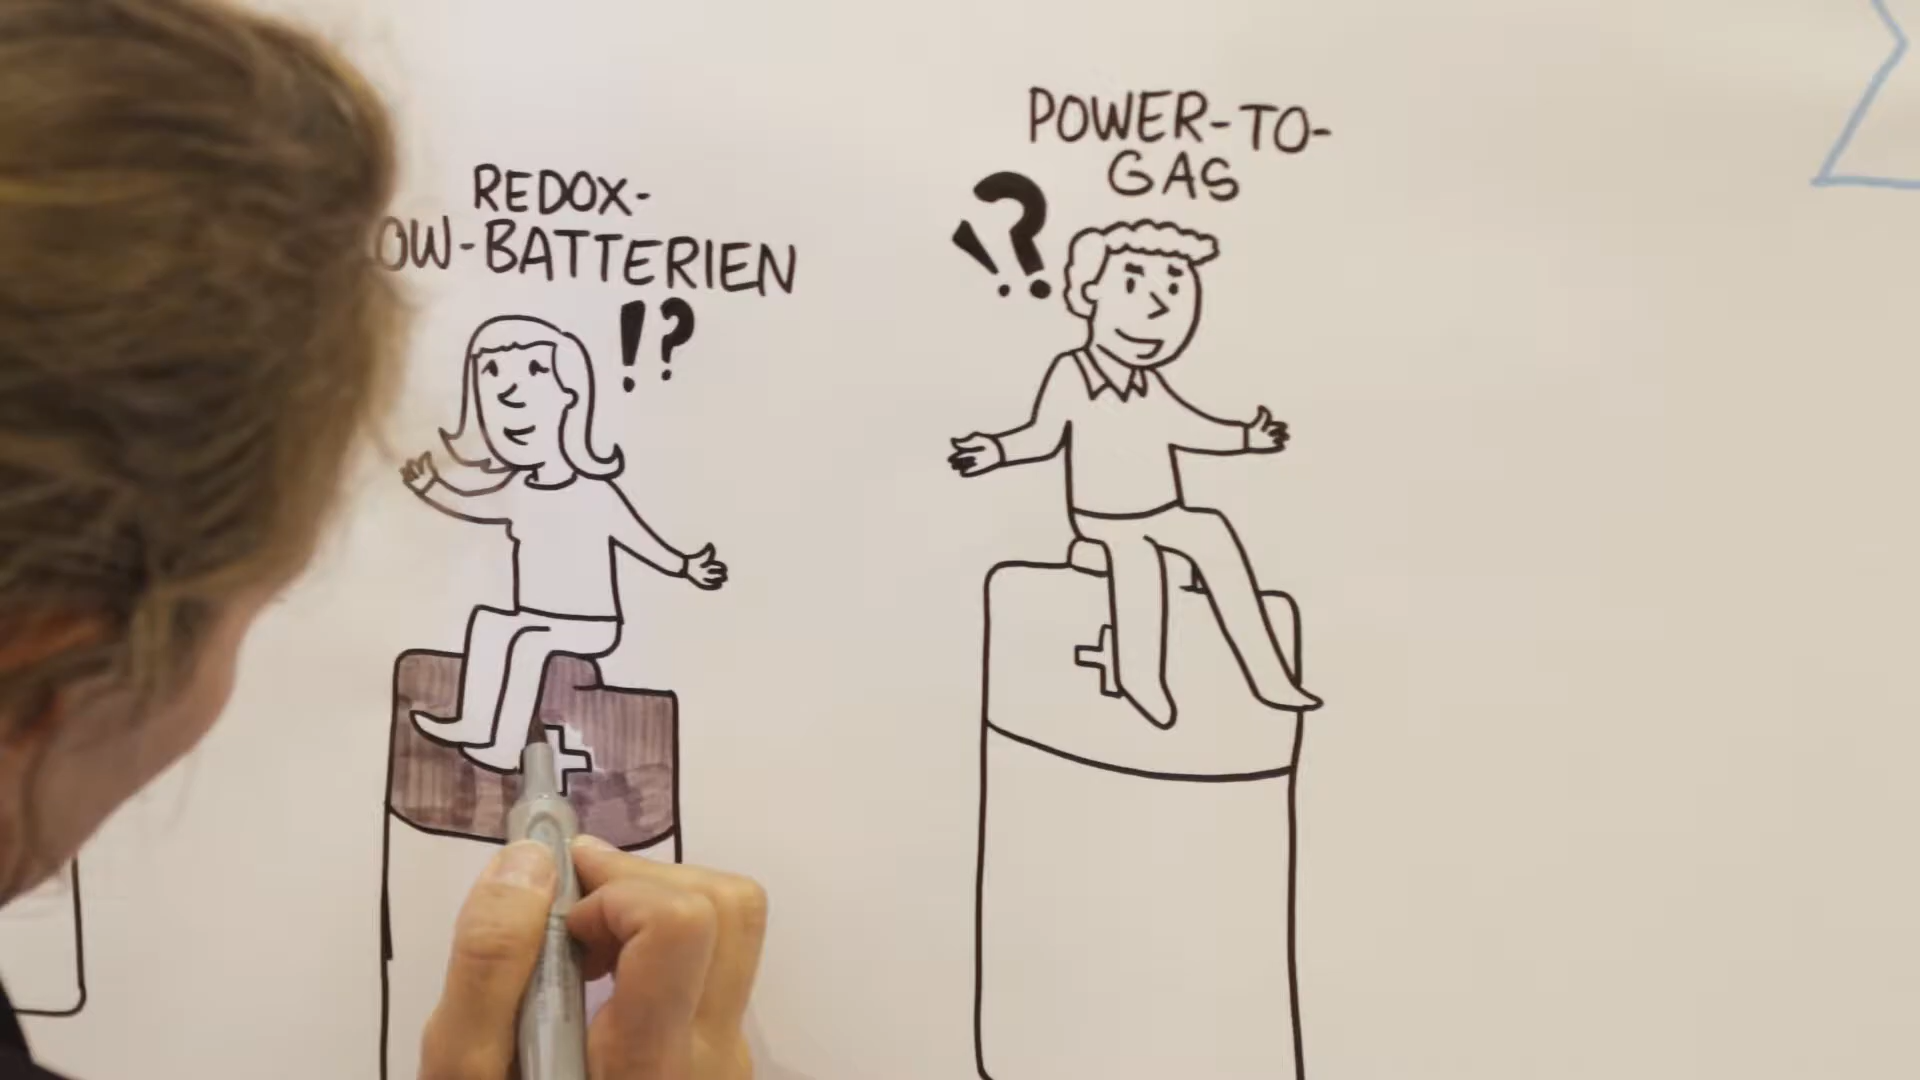 REDOX-
OW-BATTERIEN
!?
POWER-TO-
GAS
!?